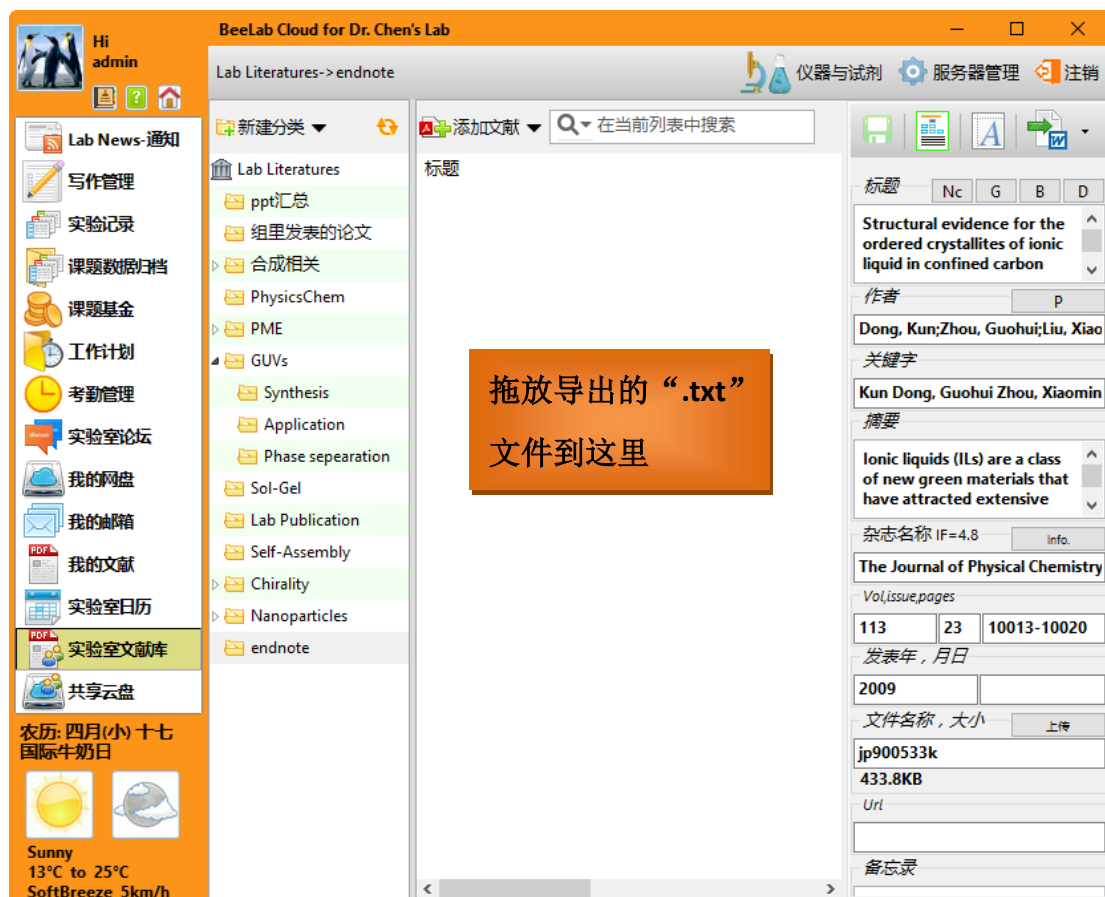 Hi
admin
BeeLab Cloud for Dr. Chen's Lab
Lab Literatures->endnote
仪器与试剂
服务器管理
注销
Lab News-通知
写作管理
实验记录
课题数据归档
课题基金
工作计划
考勤管理
实验室论坛
我的网盘
我的邮箱
PDF
我的文献
实验室日历
PDF
实验室文献库
共享云盘
农历: 四月(小) 十七
国际牛奶日
Sunny
13°C to 25°C
SoftBreeze 5km/h
新建分类
Lab Literatures
ppt汇总
组里发表的论文
合成相关
PhysicsChem
PME
GUVs
Synthesis
Application
Phase sepearation
Sol-Gel
Lab Publication
Self-Assembly
Chirality
Nanoparticles
endnote
添加文献
在当前列表中搜索
标题
拖放导出的“.txt”
文件到这里
标题 Nc G B D
Structural evidence for the
ordered crystallites of ionic
liquid in confined carbon
作者 P
Dong, Kun;Zhou, Guohui;Liu, Xiao
关键字
Kun Dong, Guohui Zhou, Xiaomin
摘要
Ionic liquids (ILs) are a class
of new green materials that
have attracted extensive
杂志名称 IF=4.8 Info.
The Journal of Physical Chemistry
Vol,issue,pages
113 23 10013-10020
发表年，月日
2009
文件名称，大小 上传
jp900533k
433.8KB
Url
备忘录